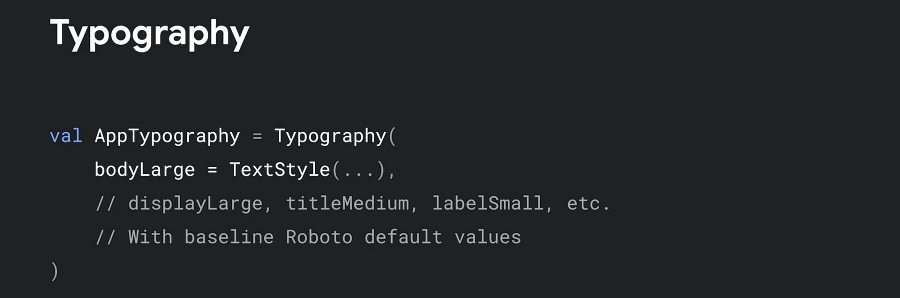 Typography
val AppTypography = Typography(
bodyLarge = TextStyle(...),
// displayLarge, titleMedium, labelSmall, etc.
// With baseline Roboto default values
)